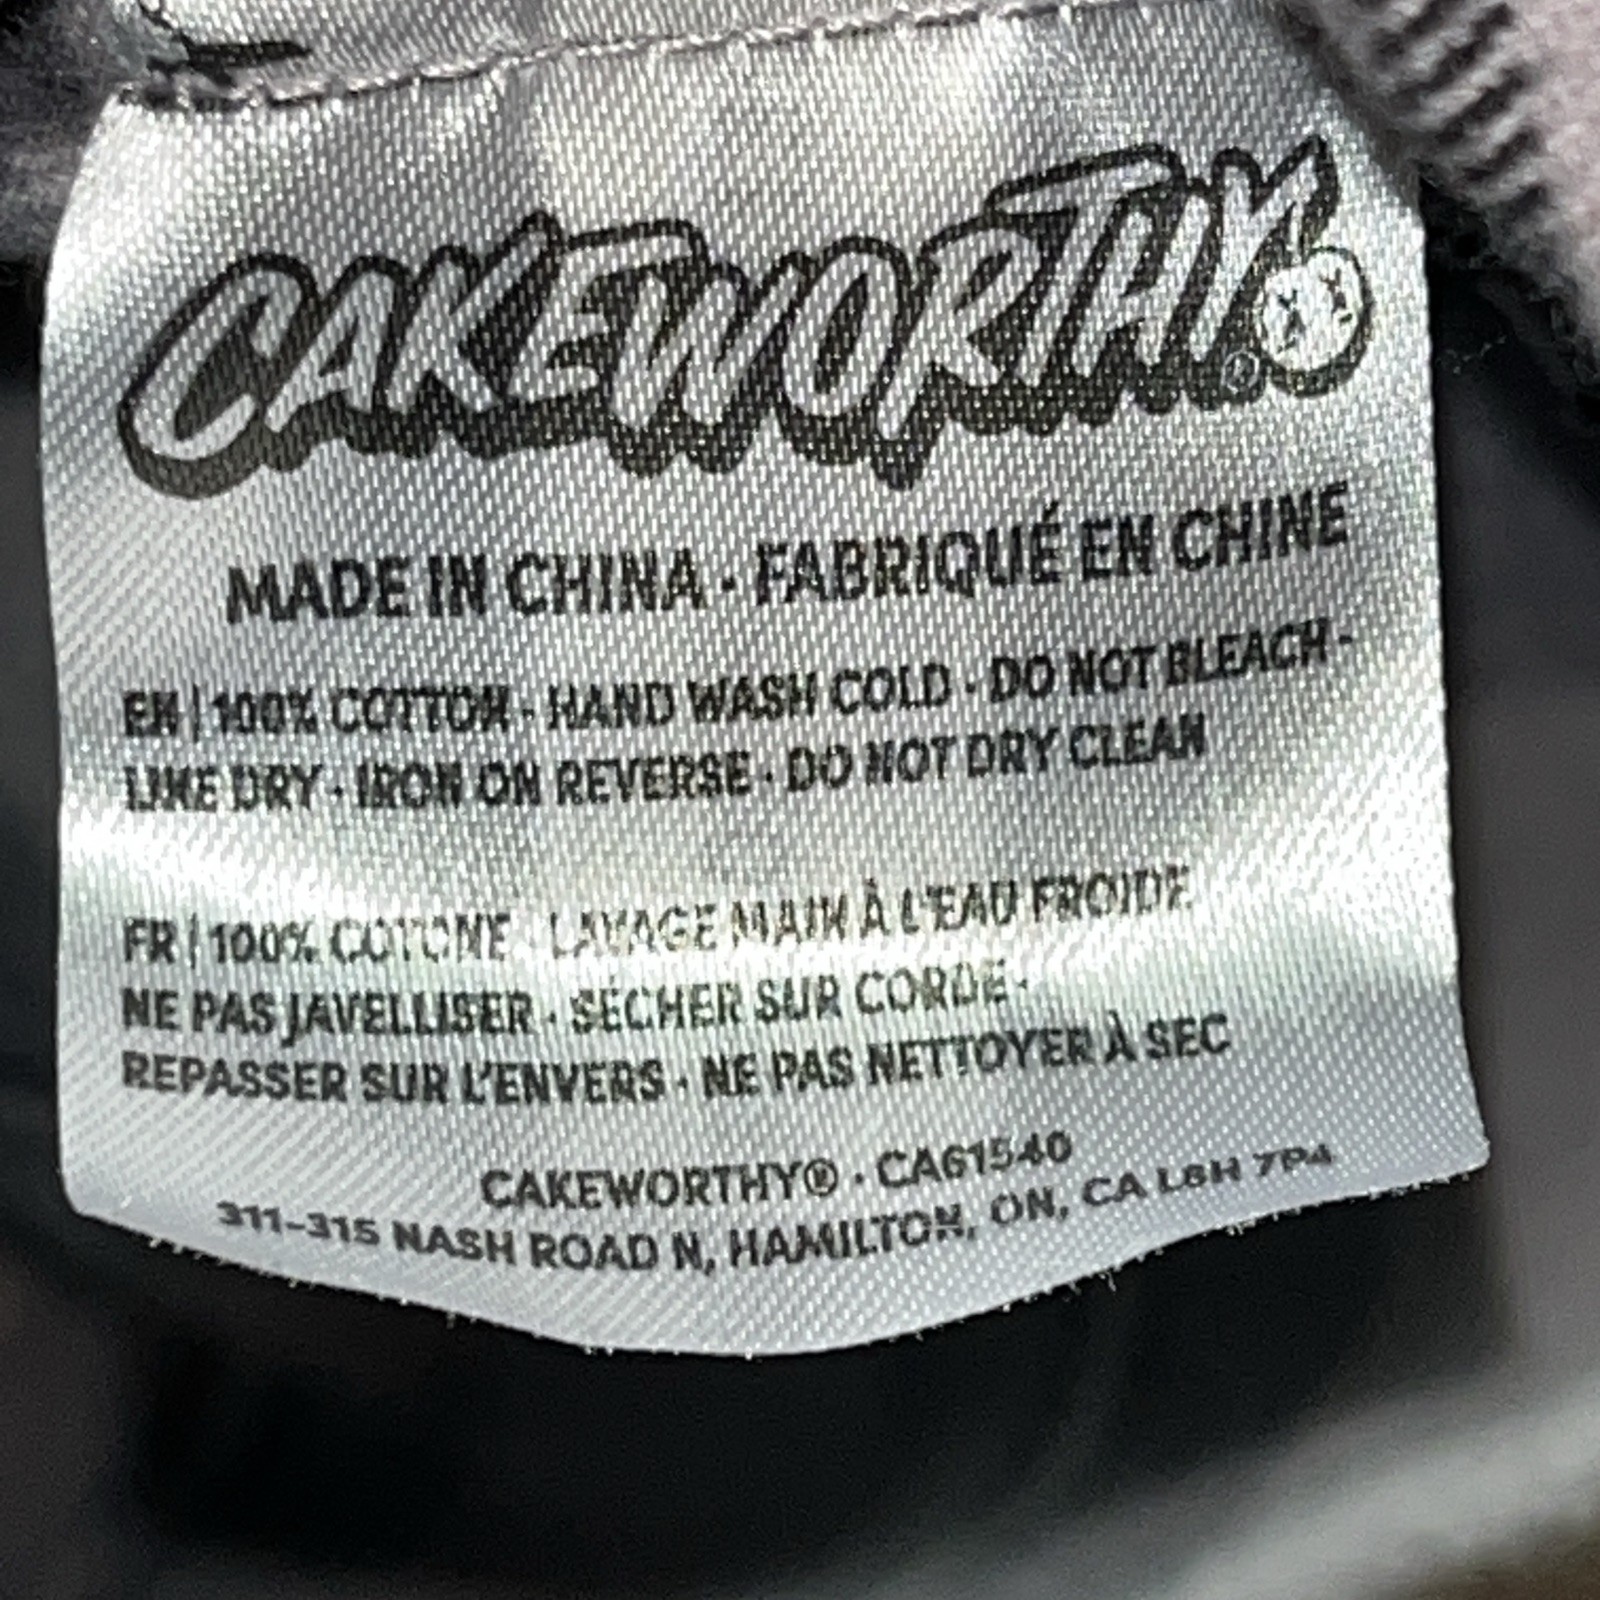 CAKEWORTHY®
MADE IN CHINA · FABRIQUÉ EN CHINE
EN | 100% COTTON · HAND WASH COLD · DO NOT BLEACH ·
LINE DRY · IRON ON REVERSE · DO NOT DRY CLEAN
FR | 100% COTONE · LAVAGE MAIN À L'EAU FROIDE
NE PAS JAVELLISER · SÉCHER SUR CORDE ·
REPASSER SUR L'ENVERS · NE PAS NETTOYER À SEC
CAKEWORTHY® · CA61540
311-315 NASH ROAD N, HAMILTON, ON, CA L8H 7P4